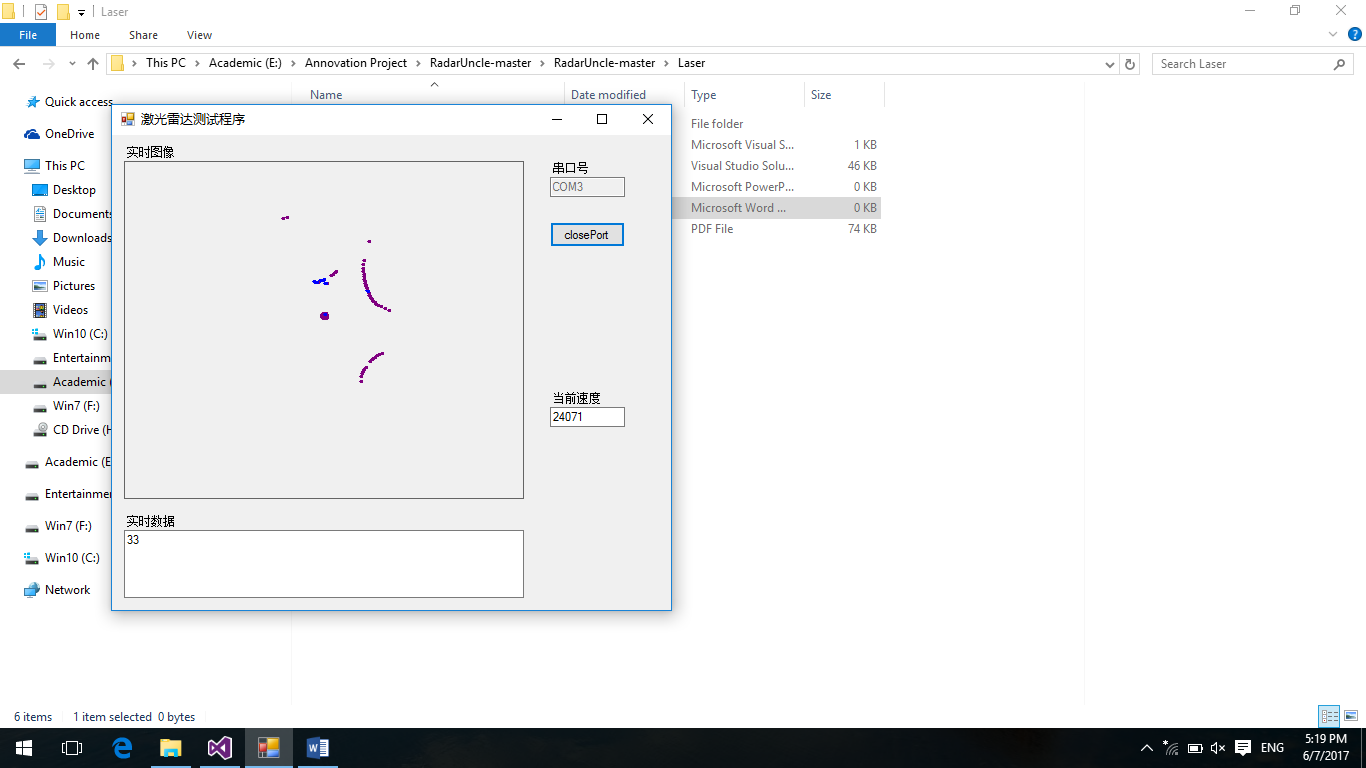 Laser
File Home Share View
This PC Academic (E:) Annovation Project RadarUncle-master RadarUncle-master Laser
Search Laser
Name Date modified Type Size
Quick access
OneDrive
This PC
Desktop
Documents
Downloads
Music
Pictures
Videos
Win10 (C:)
Entertainm
Academic (
Win7 (F:)
CD Drive (H
Academic (E
Entertainmen
Win7 (F:)
Win10 (C:)
Network
File folder
Microsoft Visual S... 1 KB
Visual Studio Solu... 46 KB
Microsoft PowerP... 0 KB
Microsoft Word ... 0 KB
PDF File 74 KB
激光雷达测试程序
实时图像
串口号
COM3
closePort
当前速度
24071
实时数据
33
6 items 1 item selected 0 bytes
ENG
5:19 PM
6/7/2017